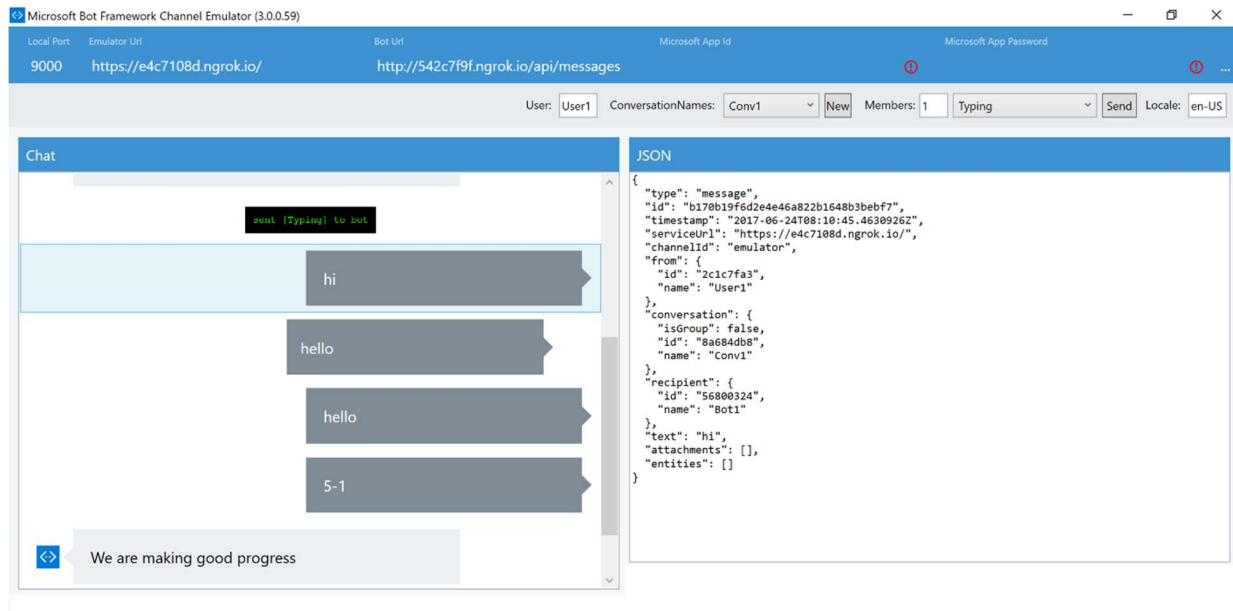 Microsoft Bot Framework Channel Emulator (3.0.0.59)
Local Port Emulator Url Bot Url Microsoft App Id Microsoft App Password
9000 https://e4c7108d.ngrok.io/ http://542c7f9f.ngrok.io/api/messages ...
User: User1 ConversationNames: Conv1 New Members: 1 Typing Send Locale: en-US
Chat
sent [Typing] to bot
hi
hello
hello
5-1
We are making good progress
JSON
{
"type": "message",
"id": "b170b19f6d2e4e46a822b1648b3bebf7",
"timestamp": "2017-06-24T08:10:45.4630926Z",
"serviceUrl": "https://e4c7108d.ngrok.io/",
"channelId": "emulator",
"from": {
"id": "2c1c7fa3",
"name": "User1"
},
"conversation": {
"isGroup": false,
"id": "8a684db8",
"name": "Conv1"
},
"recipient": {
"id": "56800324",
"name": "Bot1"
},
"text": "hi",
"attachments": [],
"entities": []
}